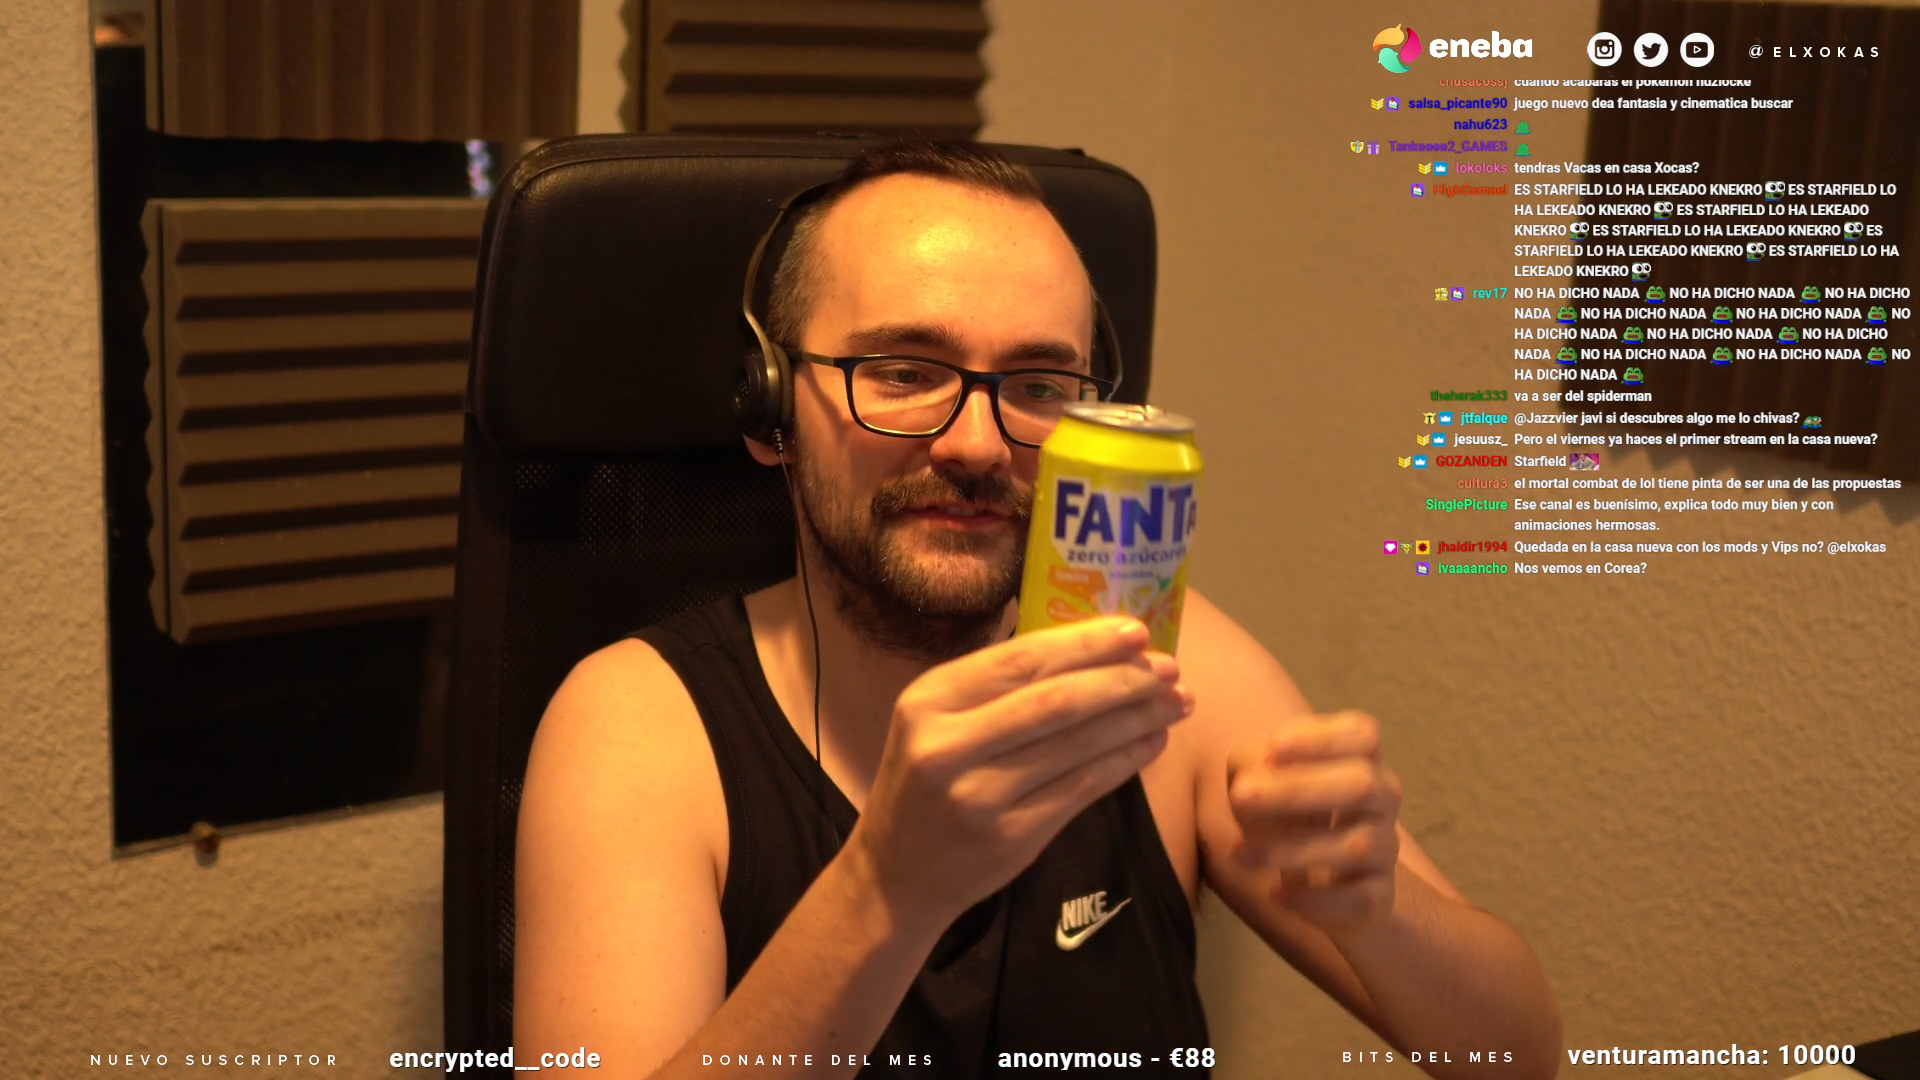 eneba
@ELXOKAS
cuando acabaras el pokemon nuzlocke
salsa_picante90 juego nuevo dea fantasia y cinematica buscar
nahu623
Tankeeee2_GAMES
lokoloks tendras Vacas en casa Xocas?
ES STARFIELD LO HA LEKEADO KNEKRO ES STARFIELD LO
HA LEKEADO KNEKRO ES STARFIELD LO HA LEKEADO
KNEKRO ES STARFIELD LO HA LEKEADO KNEKRO ES
STARFIELD LO HA LEKEADO KNEKRO ES STARFIELD LO HA
LEKEADO KNEKRO
rev17 NO HA DICHO NADA NO HA DICHO NADA NO HA DICHO
NADA NO HA DICHO NADA NO HA DICHO NADA NO
HA DICHO NADA NO HA DICHO NADA NO HA DICHO
NADA NO HA DICHO NADA NO HA DICHO NADA NO
HA DICHO NADA
theherak333 va a ser del spiderman
jtfalque @Jazzvier javi si descubres algo me lo chivas?
jesuusz_ Pero el viernes ya haces el primer stream en la casa nueva?
GOZANDEN Starfield
cultura3 el mortal combat de lol tiene pinta de ser una de las propuestas
SinglePicture Ese canal es buenísimo, explica todo muy bien y con
animaciones hermosas.
jhaldir1994 Quedada en la casa nueva con los mods y Vips no? @elxokas
ivaaaancho Nos vemos en Corea?
FANTA
zero azúcares
NIKE
NUEVO SUSCRIPTOR encrypted__code DONANTE DEL MES anonymous - €88 BITS DEL MES venturamancha: 10000